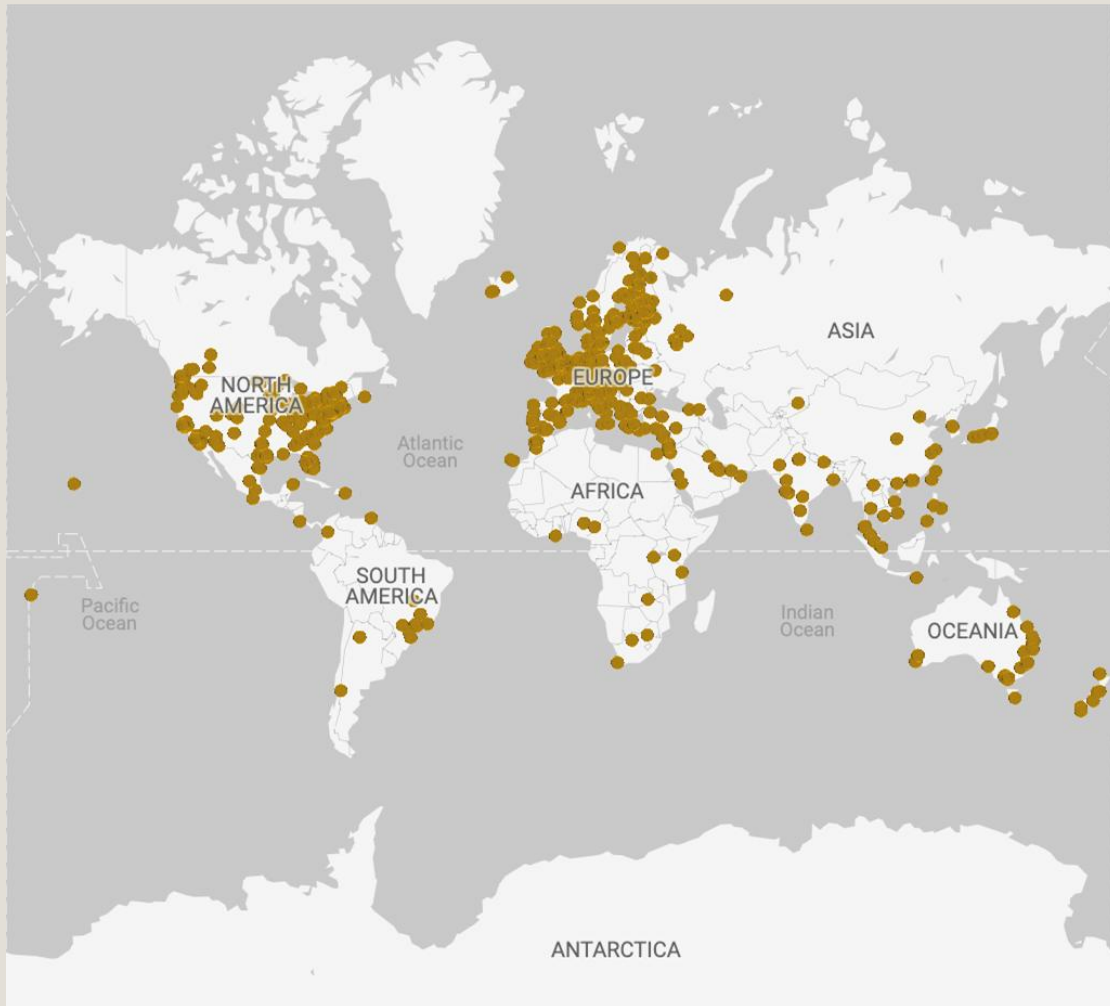 ASIA
EUROPE
NORTH
AMERICA
Atlantic
Ocean
AFRICA
SOUTH
AMERICA
Pacific
Ocean
Indian
Ocean
OCEANIA
ANTARCTICA